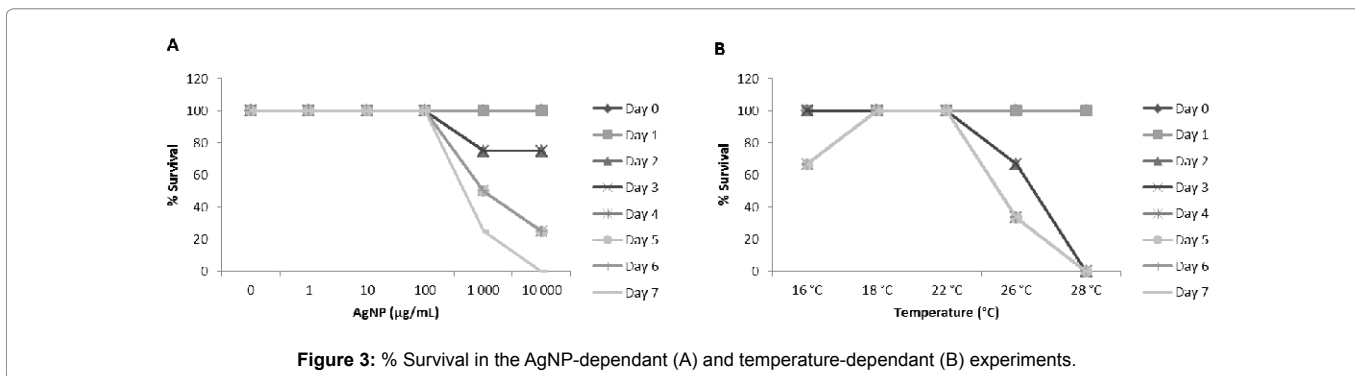 A
120
100
80
60
40
20
0
% Survival
0 1 10 100 1 000 10 000
AgNP (µg/mL)
Day 0
Day 1
Day 2
Day 3
Day 4
Day 5
Day 6
Day 7
B
120
100
80
60
40
20
0
% Survival
16 °C 18 °C 22 °C 26 °C 28 °C
Temperature (°C)
Day 0
Day 1
Day 2
Day 3
Day 4
Day 5
Day 6
Day 7
Figure 3: % Survival in the AgNP-dependant (A) and temperature-dependant (B) experiments.